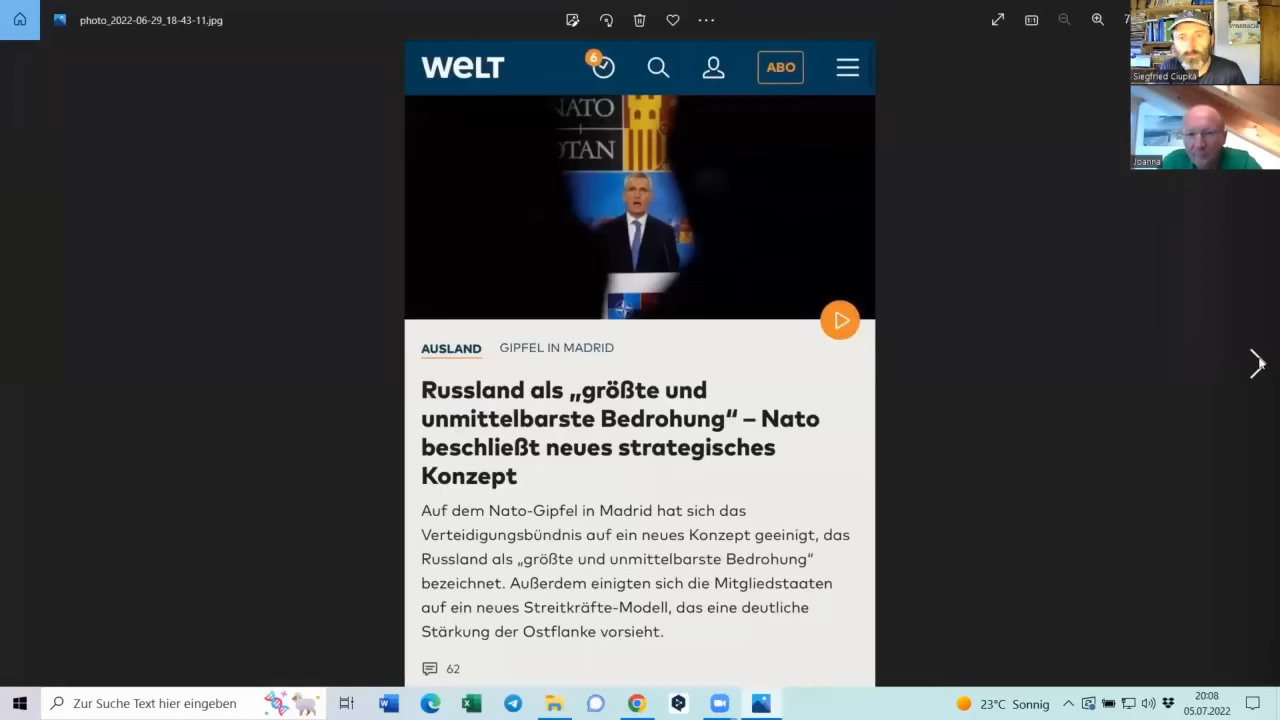 photo_2022-06-29_18-43-11.jpg
Siegfried Ciupka
Joanna
WELT
6
ABO
NATO
OTAN
AUSLAND GIPFEL IN MADRID
Russland als „größte und
unmittelbarste Bedrohung“ – Nato
beschließt neues strategisches
Konzept
Auf dem Nato-Gipfel in Madrid hat sich das
Verteidigungsbündnis auf ein neues Konzept geeinigt, das
Russland als „größte und unmittelbarste Bedrohung“
bezeichnet. Außerdem einigten sich die Mitgliedstaaten
auf ein neues Streitkräfte-Modell, das eine deutliche
Stärkung der Ostflanke vorsieht.
62
Zur Suche Text hier eingeben
23°C Sonnig
20:08
05.07.2022